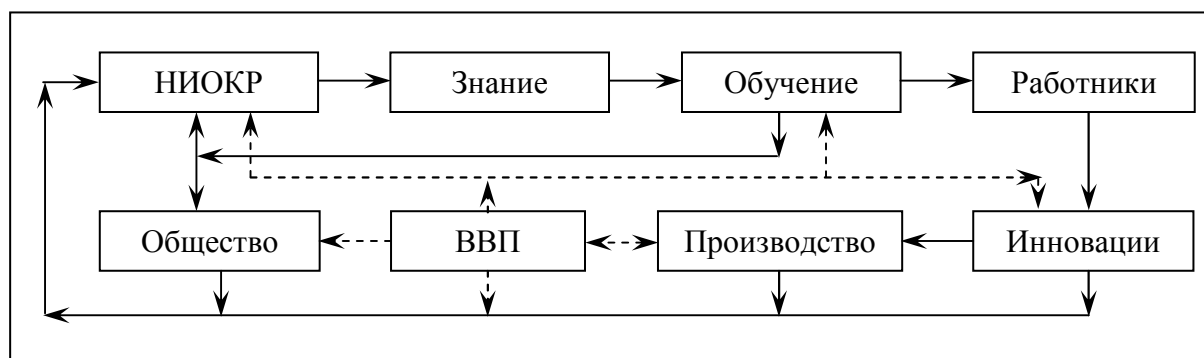 НИОКР
Знание
Обучение
Работники
Общество
ВВП
Производство
Инновации